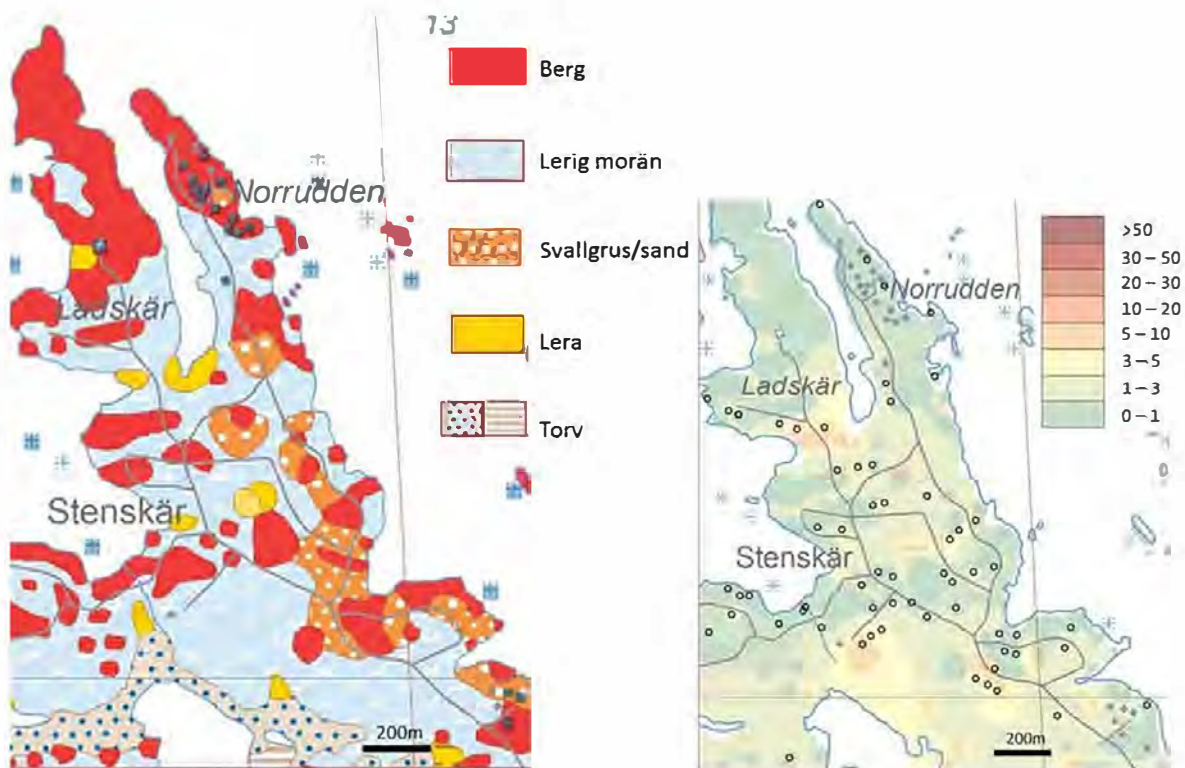 13
Berg
Lerig morän
Norrudden
Svallgrus/sand
Ladskär
Lera
Torv
Stenskär
200m
>50
30–50
20–30
10–20
5–10
3–5
1–3
0–1
Norrudden
Ladskär
Stenskär
200m